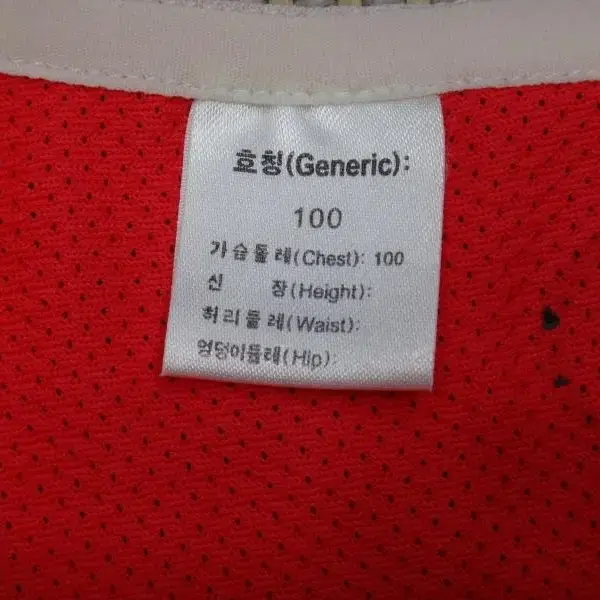 호칭(Generic):
100
가슴둘레(Chest): 100
신 장(Height):
허리둘레(Waist):
엉덩이둘레(Hip):